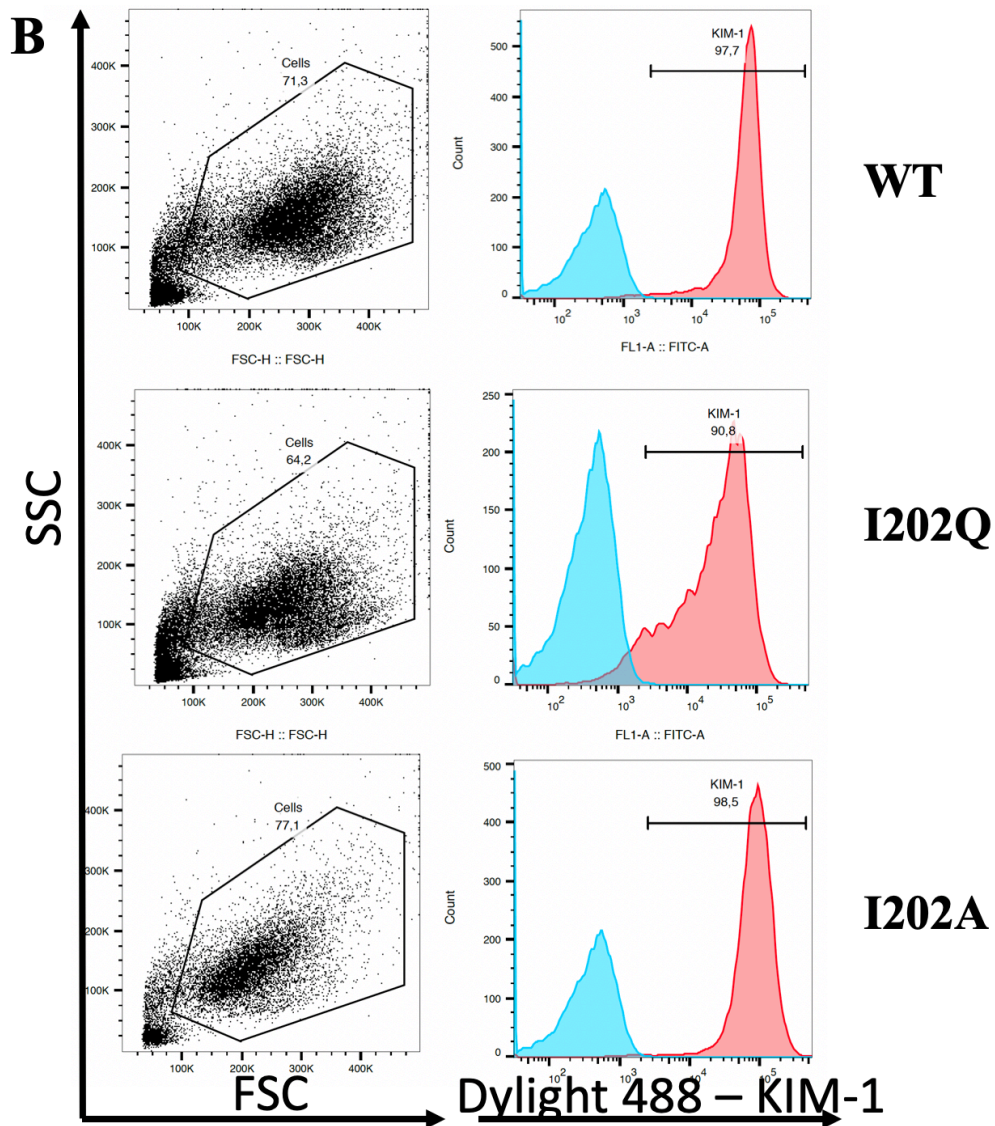 B
SSC
400K
300K
200K
100K
Cells
71,3
100K 200K 300K 400K
FSC-H :: FSC-H
Count
500
400
300
200
100
0
KIM-1
97,7
10² 10³ 10⁴ 10⁵
FL1-A :: FITC-A
WT
400K
300K
200K
100K
Cells
64,2
100K 200K 300K 400K
FSC-H :: FSC-H
Count
250
200
150
100
50
0
KIM-1
90,8
10² 10³ 10⁴ 10⁵
FL1-A :: FITC-A
I202Q
400K
300K
200K
100K
Cells
77,1
100K 200K 300K 400K
Count
500
400
300
200
100
0
KIM-1
98,5
10² 10³ 10⁴ 10⁵
I202A
FSC
Dylight 488 – KIM-1